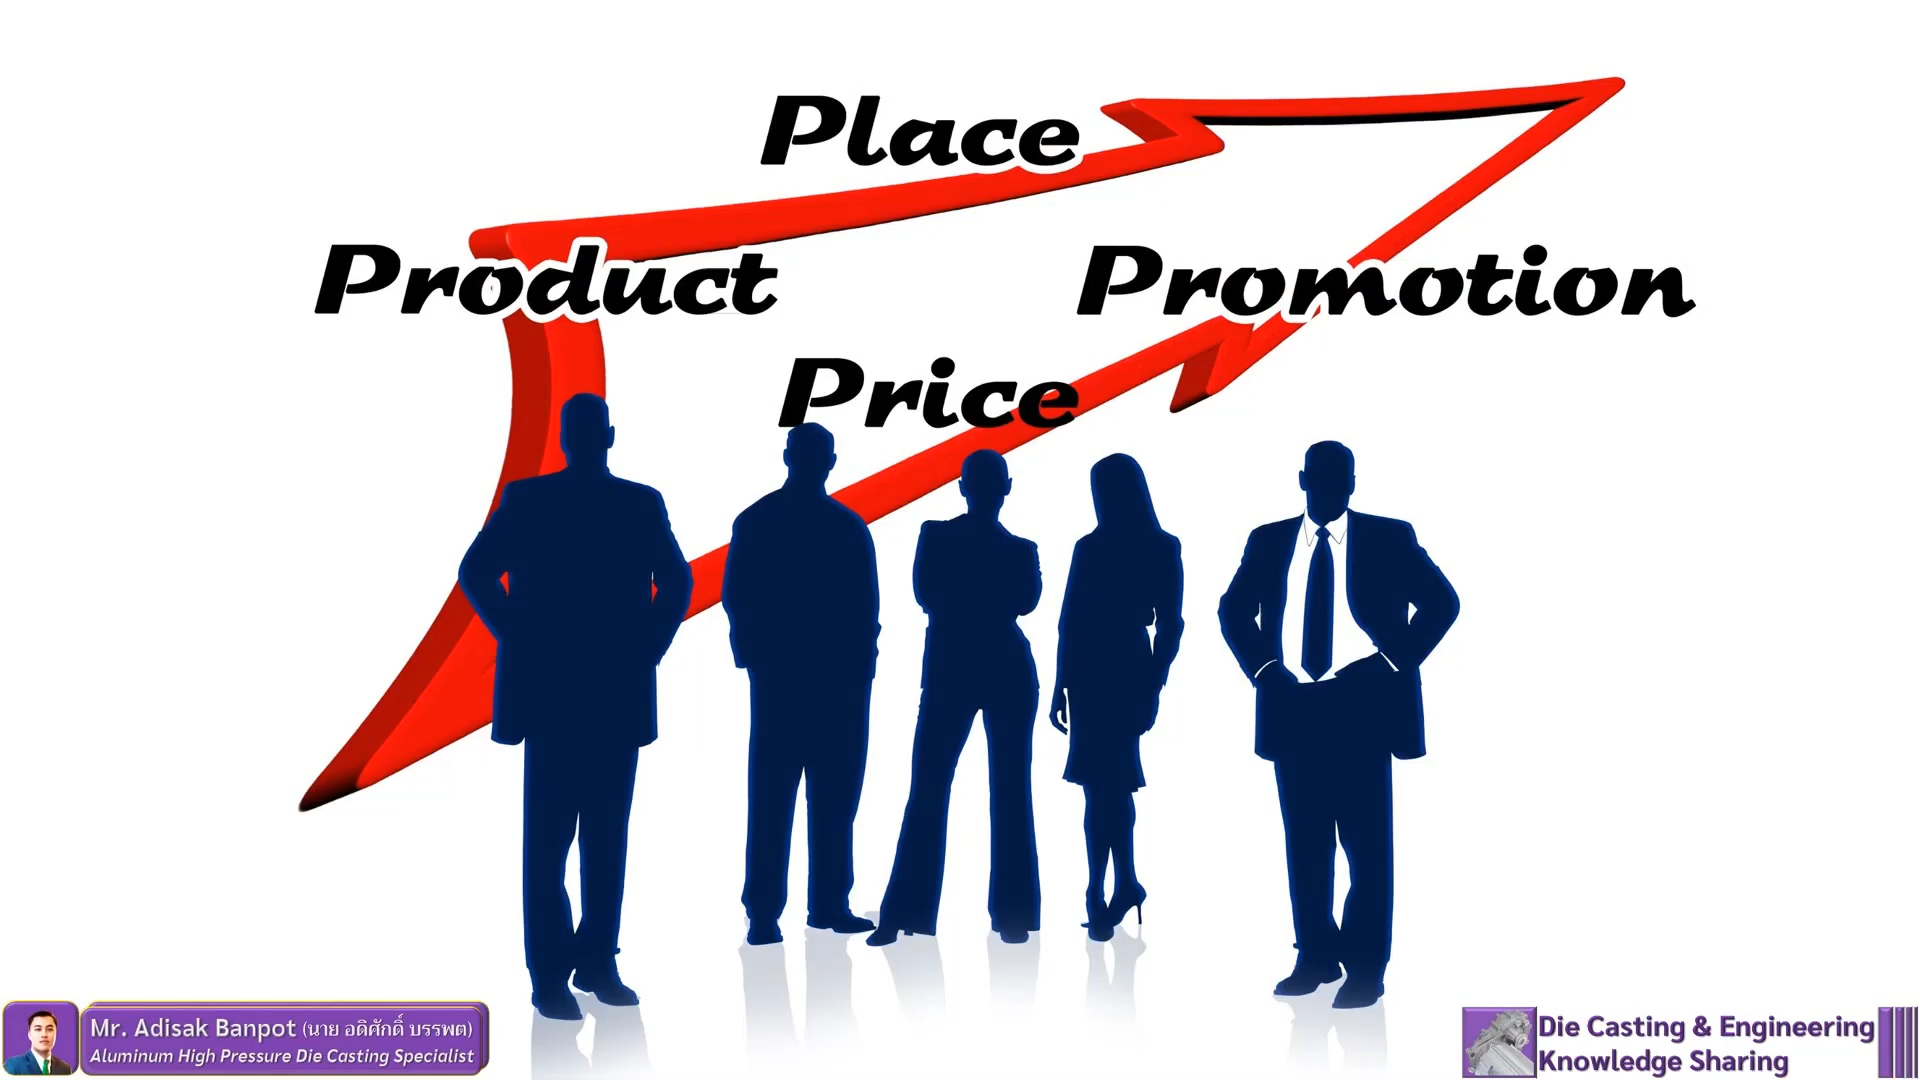 Place
Product
Promotion
Price
Mr. Adisak Banpot (นาย อดิศักดิ์ บรรพต)
Aluminum High Pressure Die Casting Specialist
Die Casting & Engineering
Knowledge Sharing